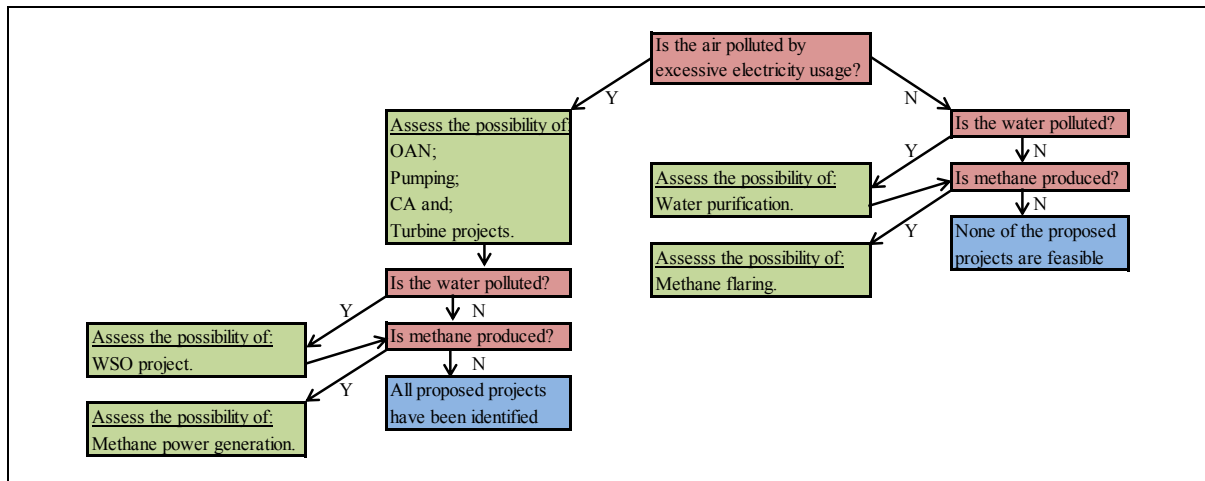 Is the air polluted by
excessive electricity usage?
Y
N
Assess the possibility of:
OAN;
Pumping;
CA and;
Turbine projects.
Is the water polluted?
Y
N
Assess the possibility of:
Water purification.
Is methane produced?
Y
N
Assesss the possibility of:
Methane flaring.
None of the proposed
projects are feasible
Is the water polluted?
Y
N
Assess the possibility of:
WSO project.
Is methane produced?
Y
N
Assess the possibility of:
Methane power generation.
All proposed projects
have been identified